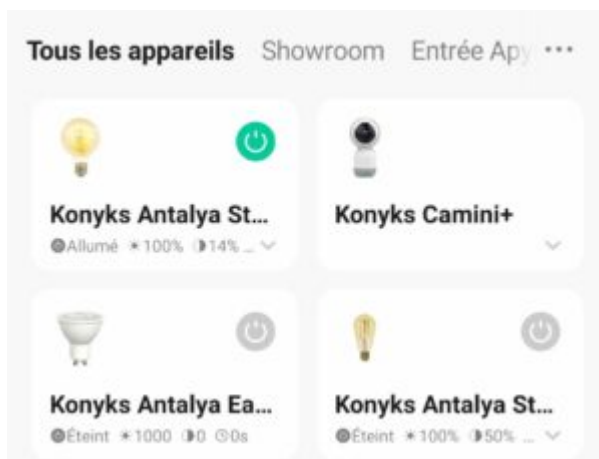 Tous les appareils Showroom Entrée Apy ...
Konyks Antalya St...
Allumé 100% 14% ...
Konyks Camini+
Konyks Antalya Ea...
Éteint 1000 0 0s
Konyks Antalya St...
Éteint 100% 50% ...